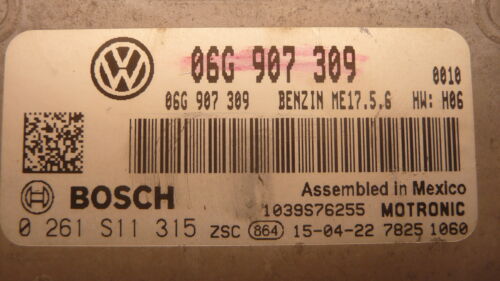 06G 907 309
0010
06G 907 309 BENZIN ME17.5.6 HW: H06
BOSCH
Assembled in Mexico
1039S76255 MOTRONIC
0 261 S11 315 ZSC 864 15-04-22 7825 1060